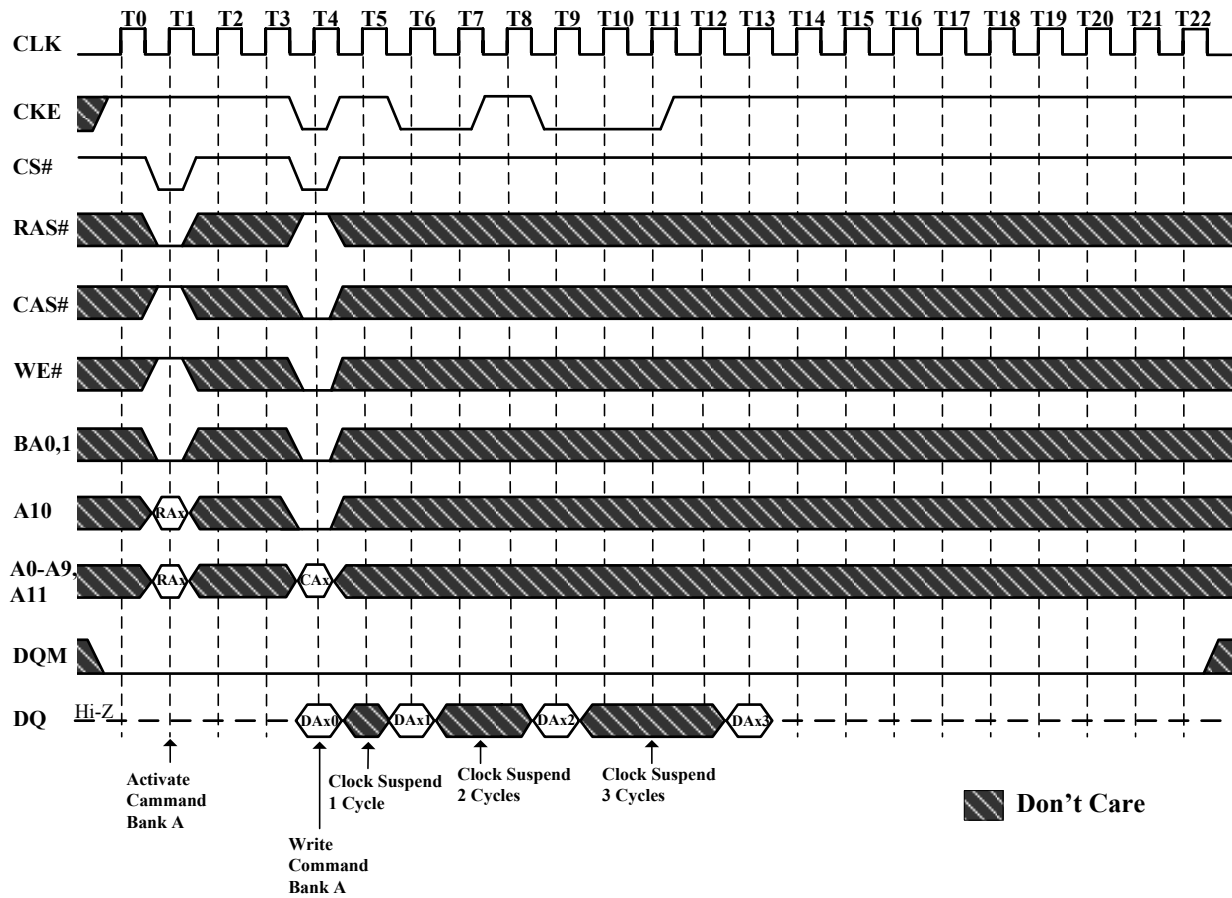 T0 T1 T2 T3 T4 T5 T6 T7 T8 T9 T10 T11 T12 T13 T14 T15 T16 T17 T18 T19 T20 T21 T22
CLK
CKE
CS#
RAS#
CAS#
WE#
BA0,1
A10 RAx
A0-A9,
A11
RAx CAx
DQM
DQ Hi-Z DAx0 DAx1 DAx2 DAx3
Activate
Cammand
Bank A
Write
Command
Bank A
Clock Suspend
1 Cycle
Clock Suspend
2 Cycles
Clock Suspend
3 Cycles
Don't Care